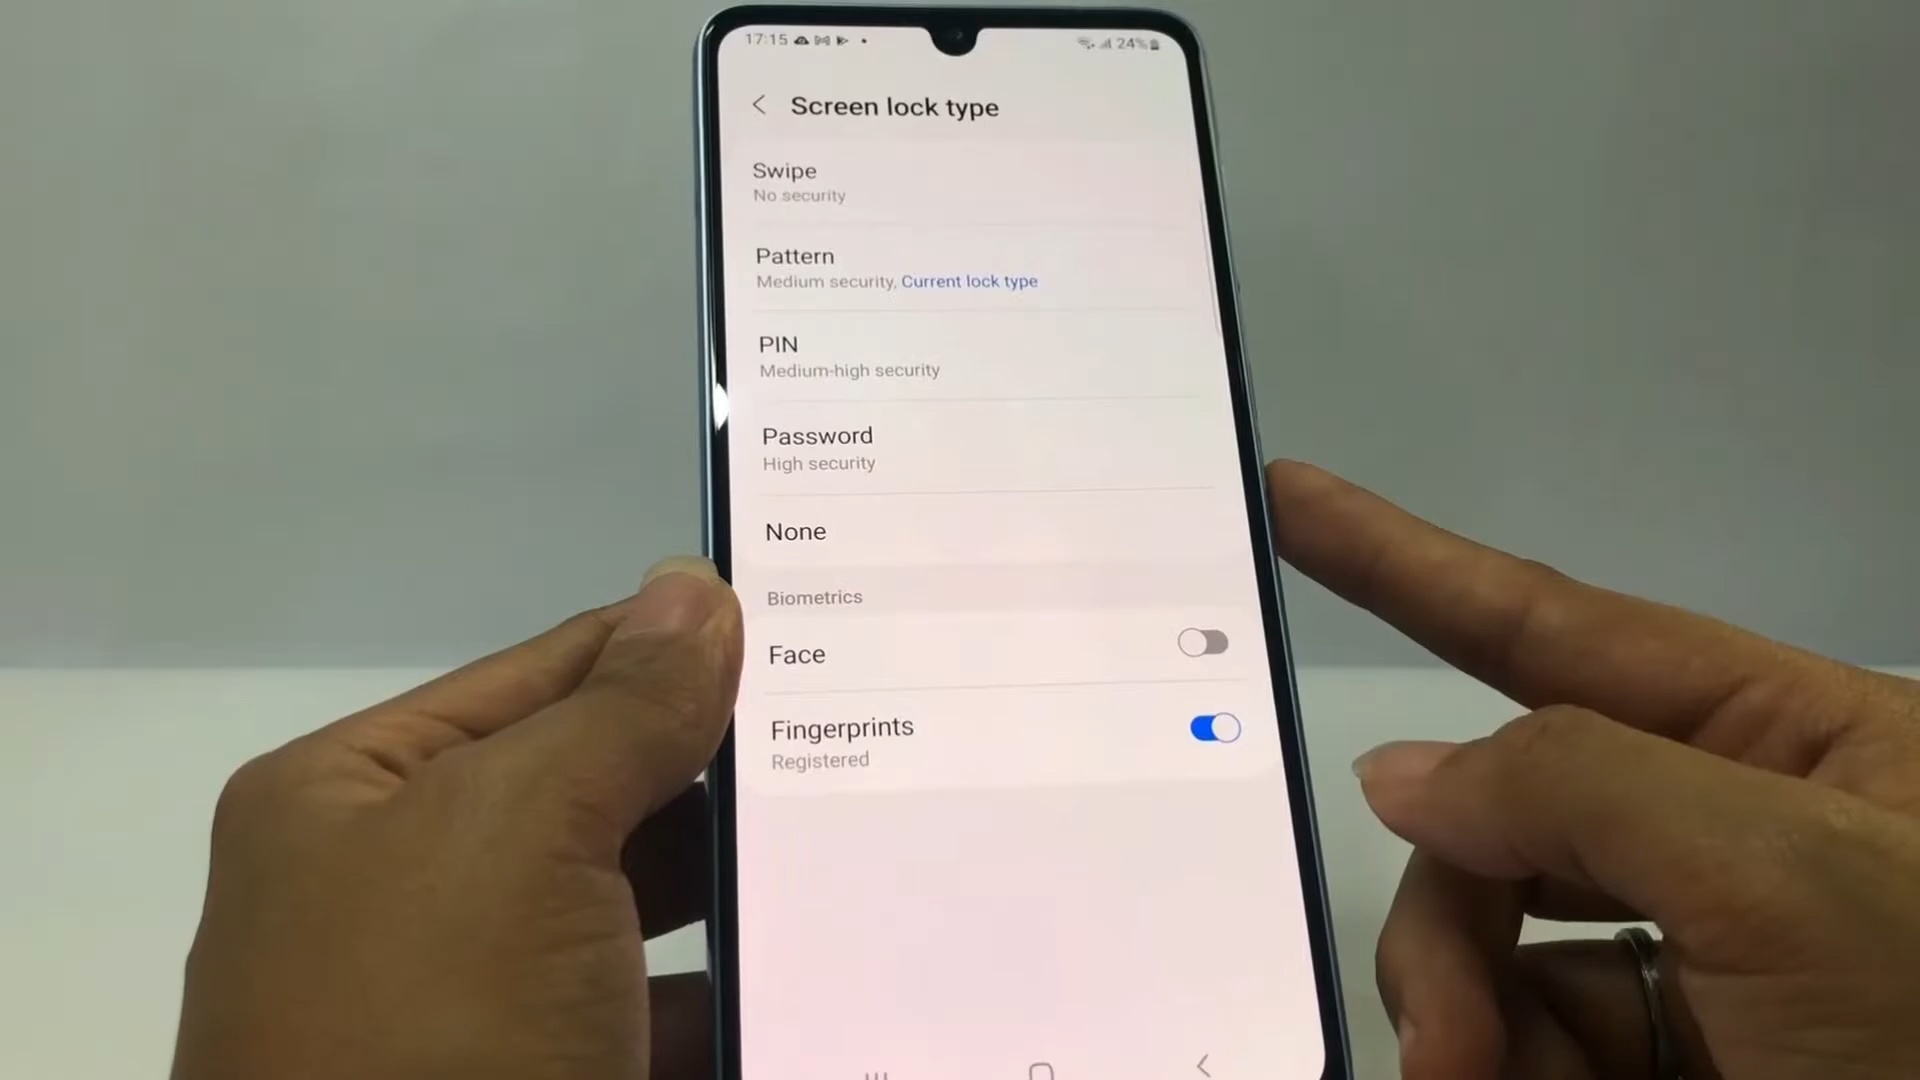 17:15
24%
Screen lock type
Swipe
No security
Pattern
Medium security, Current lock type
PIN
Medium-high security
Password
High security
None
Biometrics
Face
Fingerprints
Registered